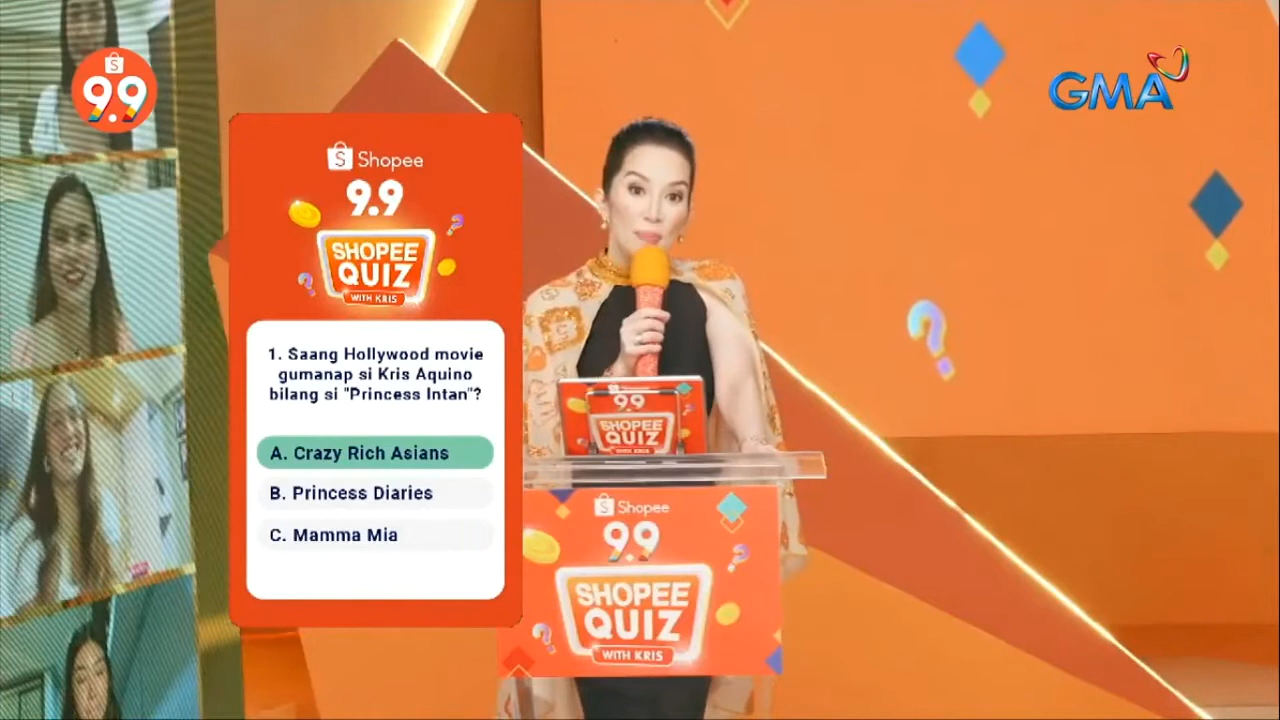 9.9
GMA
Shopee
9.9
SHOPEE
QUIZ
WITH KRIS
1. Saang Hollywood movie
gumanap si Kris Aquino
bilang si "Princess Intan"?
A. Crazy Rich Asians
B. Princess Diaries
C. Mamma Mia
9.9
SHOPEE
QUIZ
WITH KRIS
Shopee
9.9
SHOPEE
QUIZ
WITH KRIS